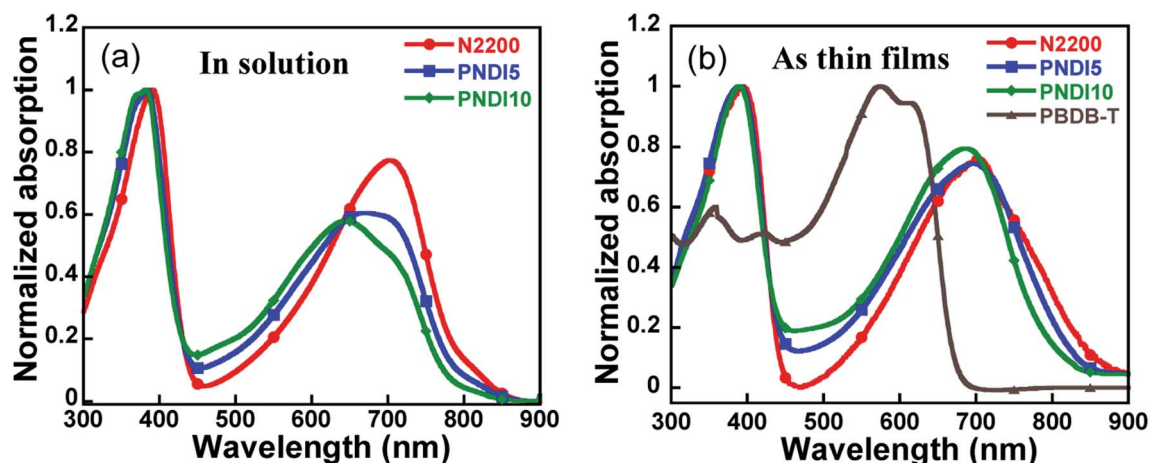 (a)
In solution
N2200
PNDI5
PNDI10
Normalized absorption
1.2
1
0.8
0.6
0.4
0.2
0
300 400 500 600 700 800 900
Wavelength (nm)
(b)
As thin films
N2200
PNDI5
PNDI10
PBDB-T
Normalized absorption
1.2
1.0
0.8
0.6
0.4
0.2
0
300 400 500 600 700 800 900
Wavelength (nm)